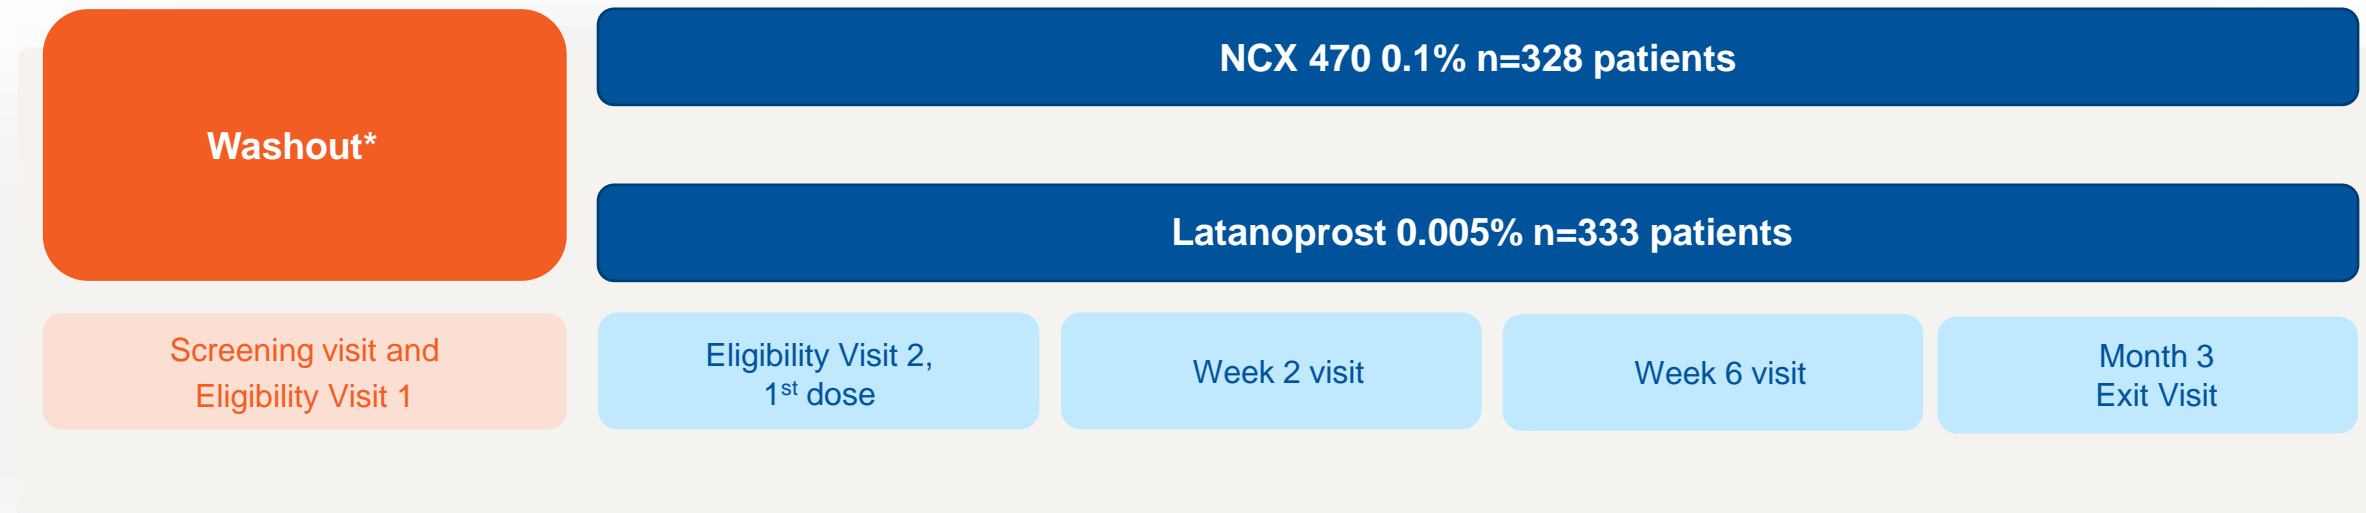 Washout*
NCX 470 0.1% n=328 patients
Latanoprost 0.005% n=333 patients
Screening visit and
Eligibility Visit 1
Eligibility Visit 2,
1st dose
Week 2 visit
Week 6 visit
Month 3
Exit Visit